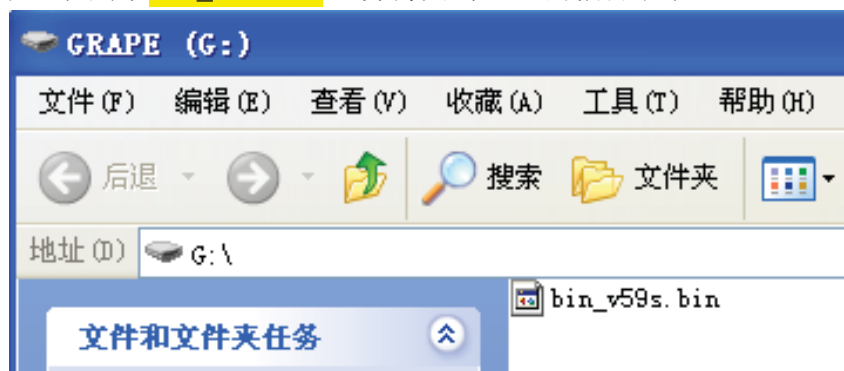 GRAPE (G:)
文件(F) 编辑(E) 查看(V) 收藏(A) 工具(T) 帮助(H)
后退 搜索 文件夹
地址(D) G:\
bin_v59s.bin
文件和文件夹任务